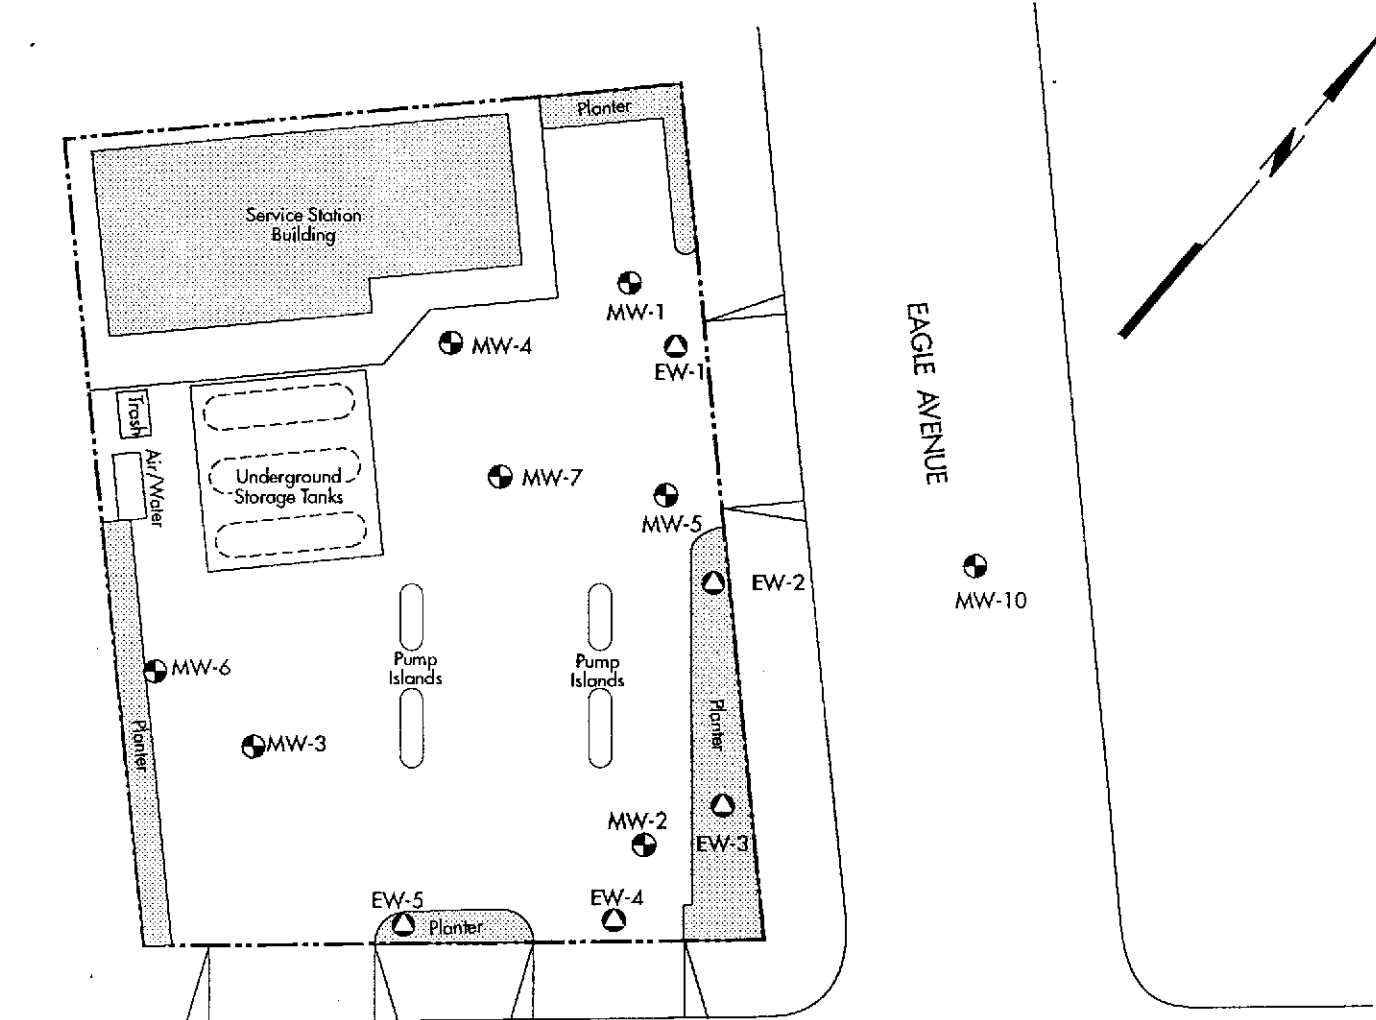 Planter
Service Station
Building
MW-1
MW-4
EW-1
EAGLE AVENUE
Trash
Air/Water
Underground
Storage Tanks
MW-7
MW-5
EW-2
MW-10
Pump
Islands
Pump
Islands
MW-6
Planter
Planter
MW-3
MW-2
EW-3
EW-5
EW-4
Planter